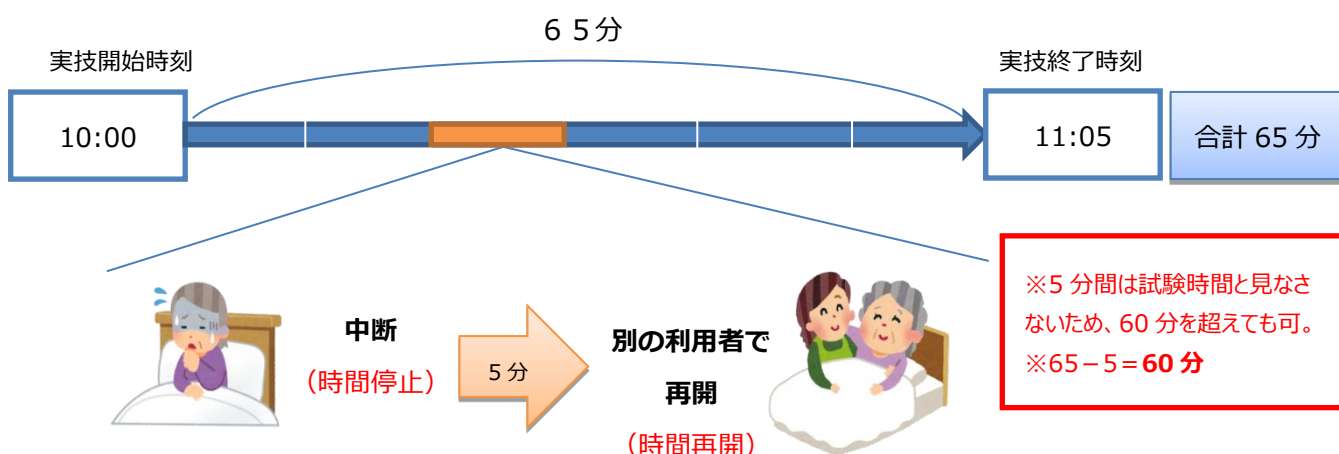 ６５分
実技開始時刻
実技終了時刻
10:00
11:05
合計 65 分
中断
（時間停止）
5 分
別の利用者で
再開
（時間再開）
※5 分間は試験時間と見なさ
ないため、60 分を超えても可。
※65－5＝60 分